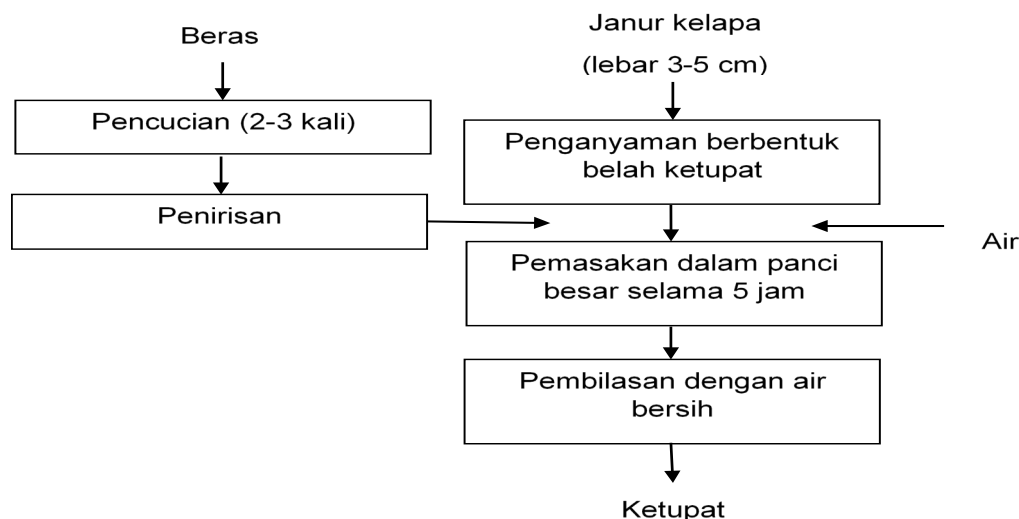 Beras
Pencucian (2-3 kali)
Penirisan
Janur kelapa
(lebar 3-5 cm)
Penganyaman berbentuk
belah ketupat
Air
Pemasakan dalam panci
besar selama 5 jam
Pembilasan dengan air
bersih
Ketupat